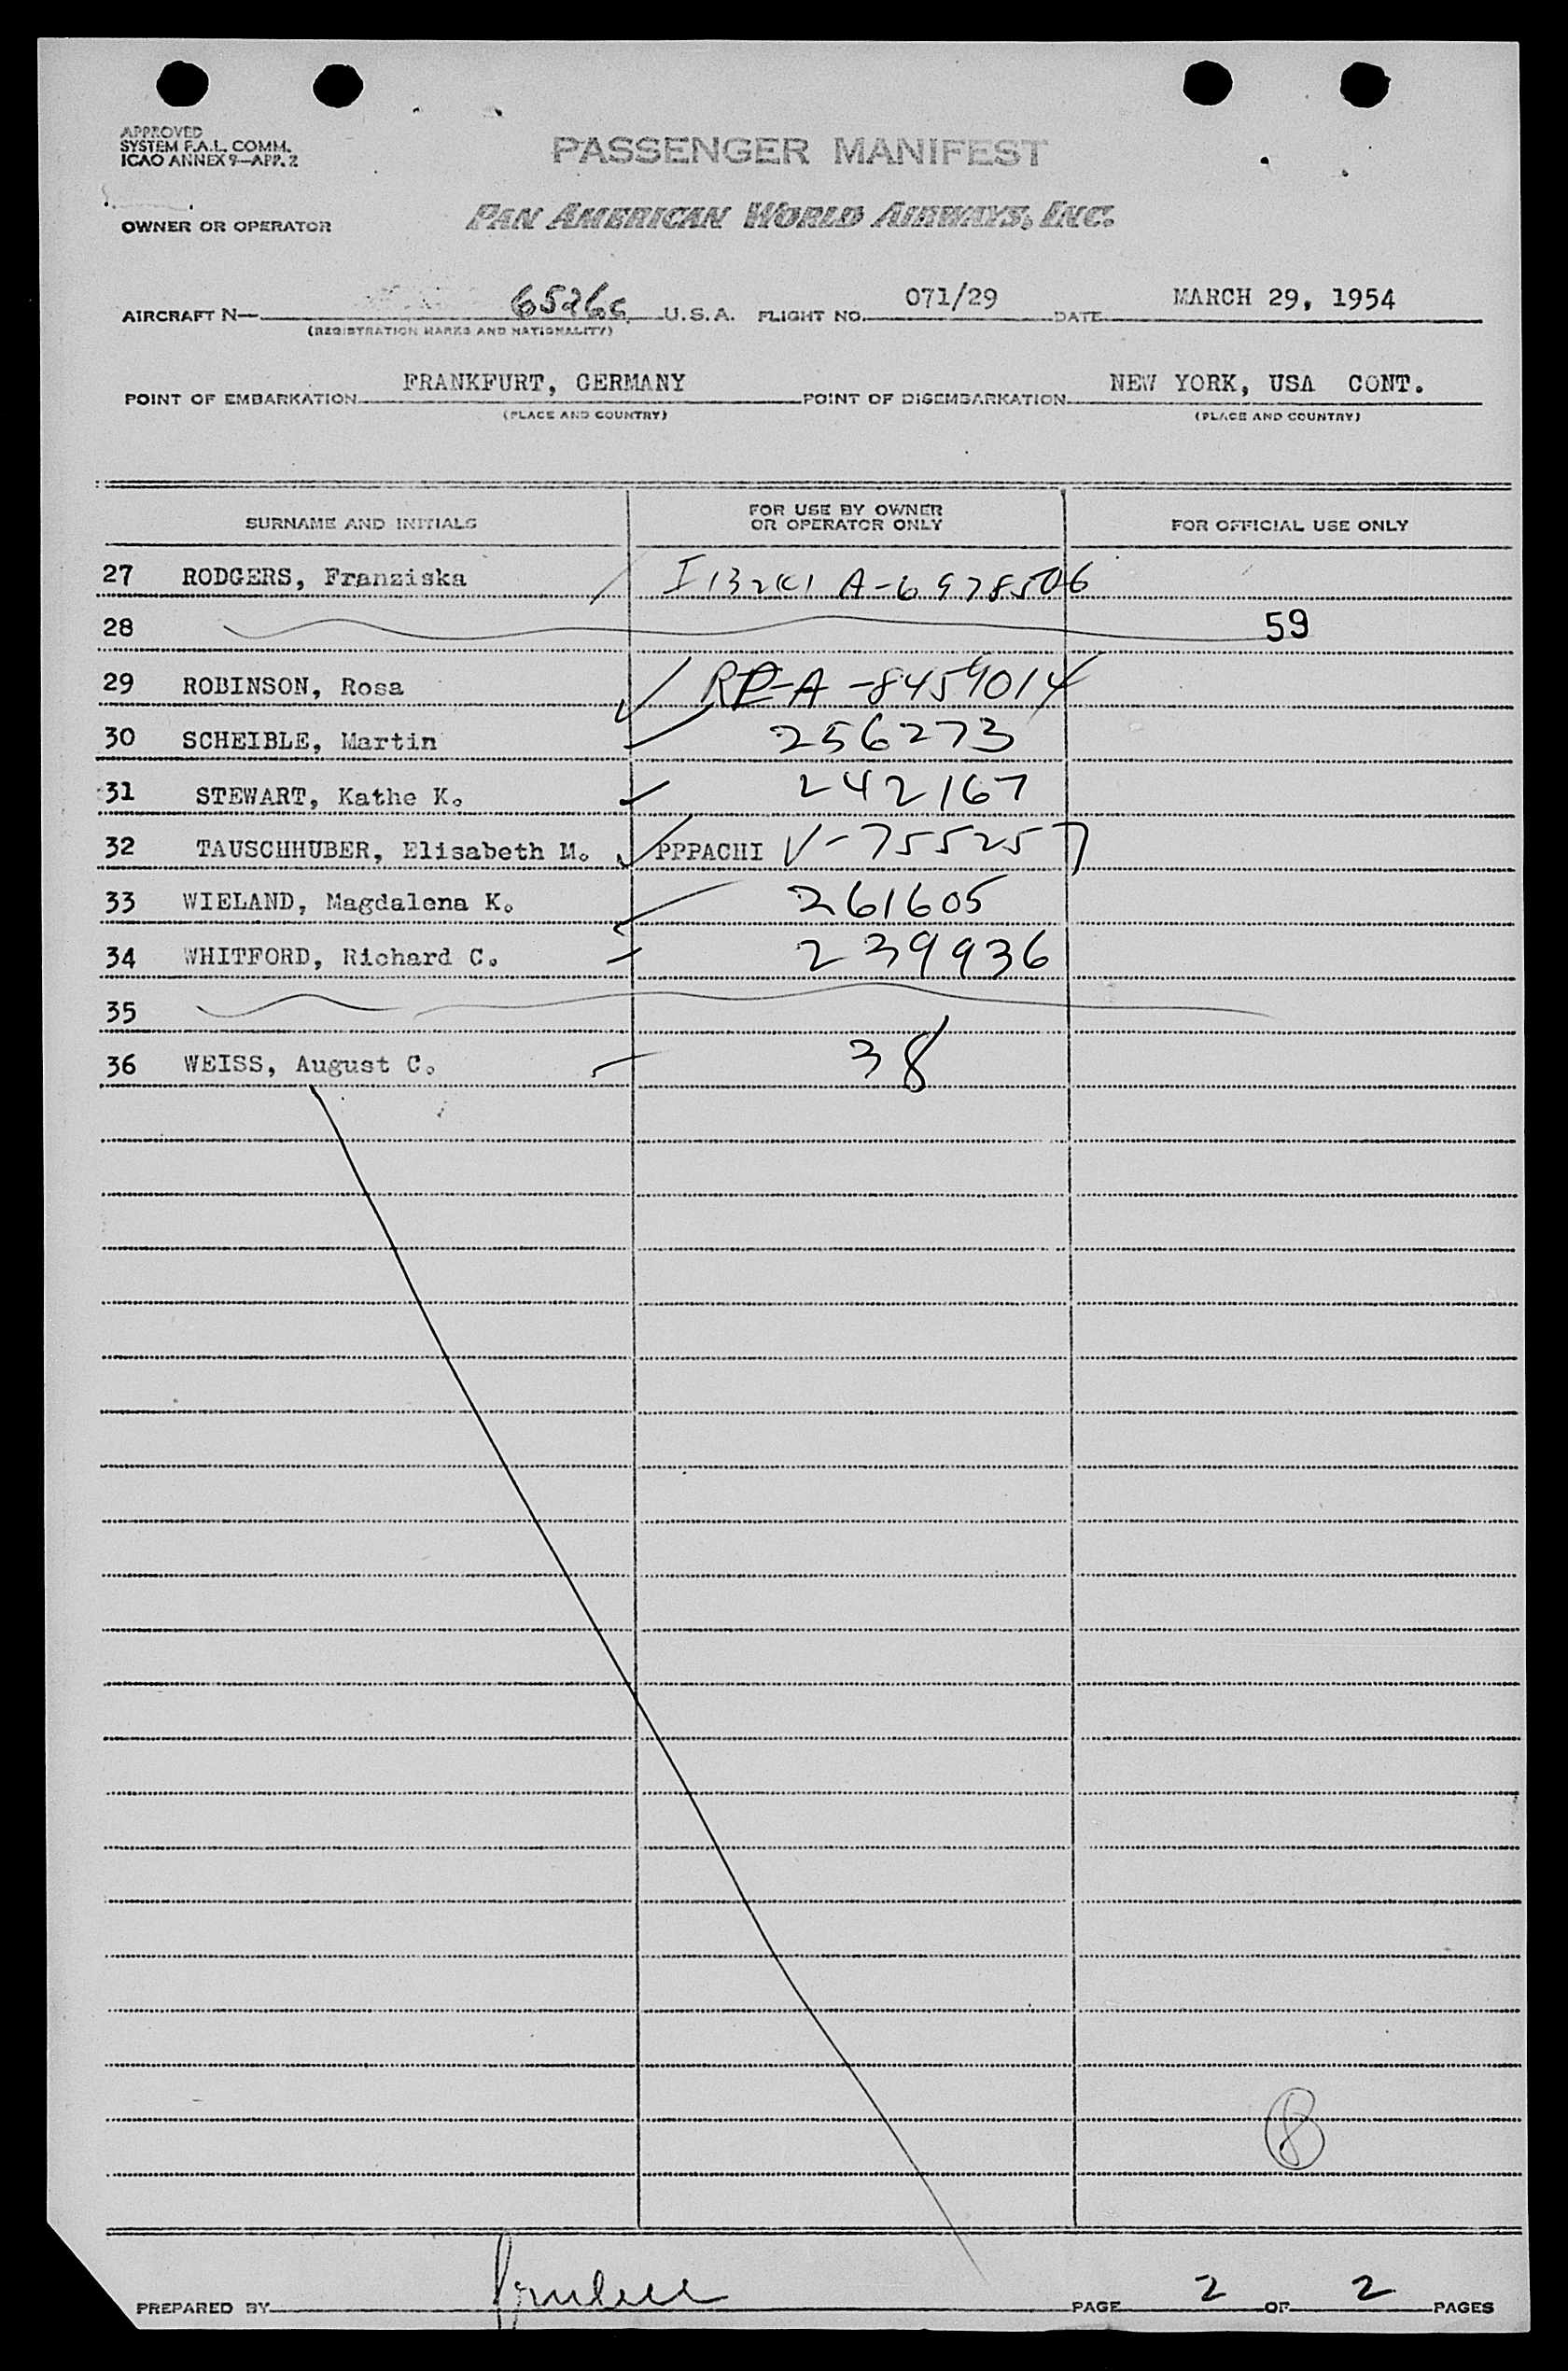 APPROVED
SYSTEM F.A.L. COMM.
ICAO ANNEX 9—APP. 2
PASSENGER MANIFEST
OWNER OR OPERATOR PAN AMERICAN WORLD AIRWAYS, INC.
AIRCRAFT N— U.S.A. FLIGHT NO. 071/29 DATE MARCH 29, 1954
(REGISTRATION MARKS AND NATIONALITY)
POINT OF EMBARKATION FRANKFURT, GERMANY POINT OF DISEMBARKATION NEW YORK, USA CONT.
(PLACE AND COUNTRY) (PLACE AND COUNTRY)
SURNAME AND INITIALS FOR USE BY OWNER OR OPERATOR ONLY FOR OFFICIAL USE ONLY
27 RODGERS, Franziska A-6978506
28 59
29 ROBINSON, Rosa RP-A-8459014
30 SCHEIBLE, Martin 256273
31 STEWART, Kathe K. 242167
32 TAUSCHHUBER, Elisabeth M. PPPACHI V-755257
33 WIELAND, Magdalena K. 261605
34 WHITFORD, Richard C. 239936
35
36 WEISS, August C. 38
8
PREPARED BY PAGE 2 OF 2 PAGES